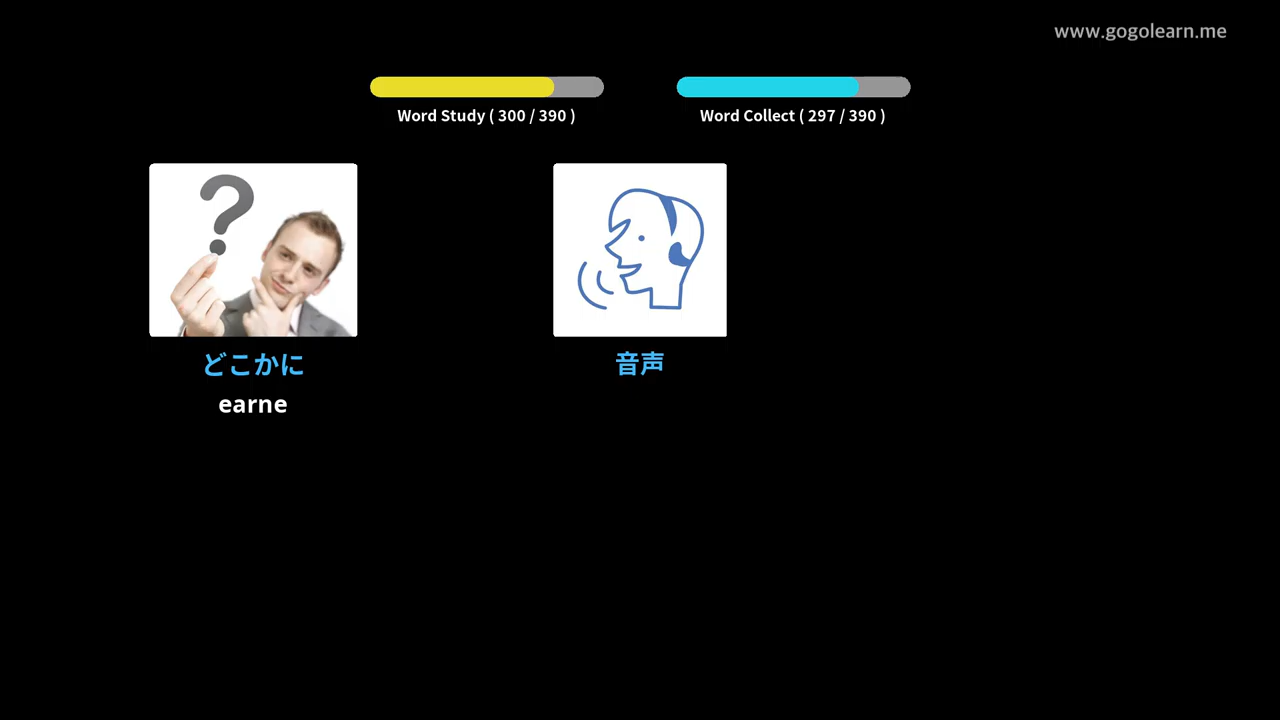 www.gogolearn.me
Word Study ( 300 / 390 )
Word Collect ( 297 / 390 )
どこかに
earne
音声